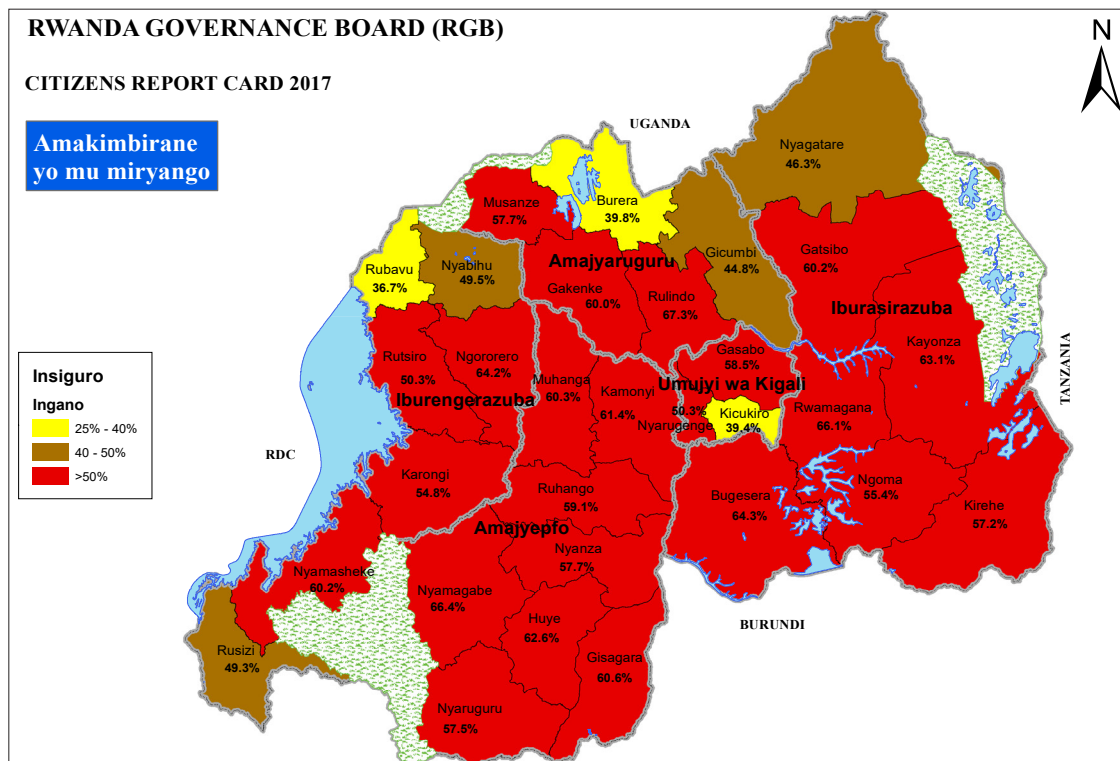 RWANDA GOVERNANCE BOARD (RGB)
N
CITIZENS REPORT CARD 2017
UGANDA
Amakimbirane
yo mu miryango
Nyagatare
46.3%
Musanze
57.7%
Burera
39.8%
Gicumbi
44.8%
Gatsibo
60.2%
Rubavu
36.7%
Nyabihu
49.5%
Amajyaruguru
Gakenke
60.0%
Rulindo
67.3%
Iburasirazuba
Kayonza
63.1%
TANZANIA
Insiguro
Ingano
25% - 40%
40 - 50%
>50%
Rutsiro
50.3%
Ngororero
64.2%
Iburengerazuba
Muhanga
60.3%
Kamonyi
61.4%
Gasabo
58.5%
Umujyi wa Kigali
50.3%
Nyarugenge
Kicukiro
39.4%
Rwamagana
66.1%
RDC
Karongi
54.8%
Ruhango
59.1%
Bugesera
64.3%
Ngoma
55.4%
Kirehe
57.2%
Amajyepfo
Nyanza
57.7%
Nyamasheke
60.2%
Nyamagabe
66.4%
Huye
62.6%
BURUNDI
Rusizi
49.3%
Gisagara
60.6%
Nyaruguru
57.5%